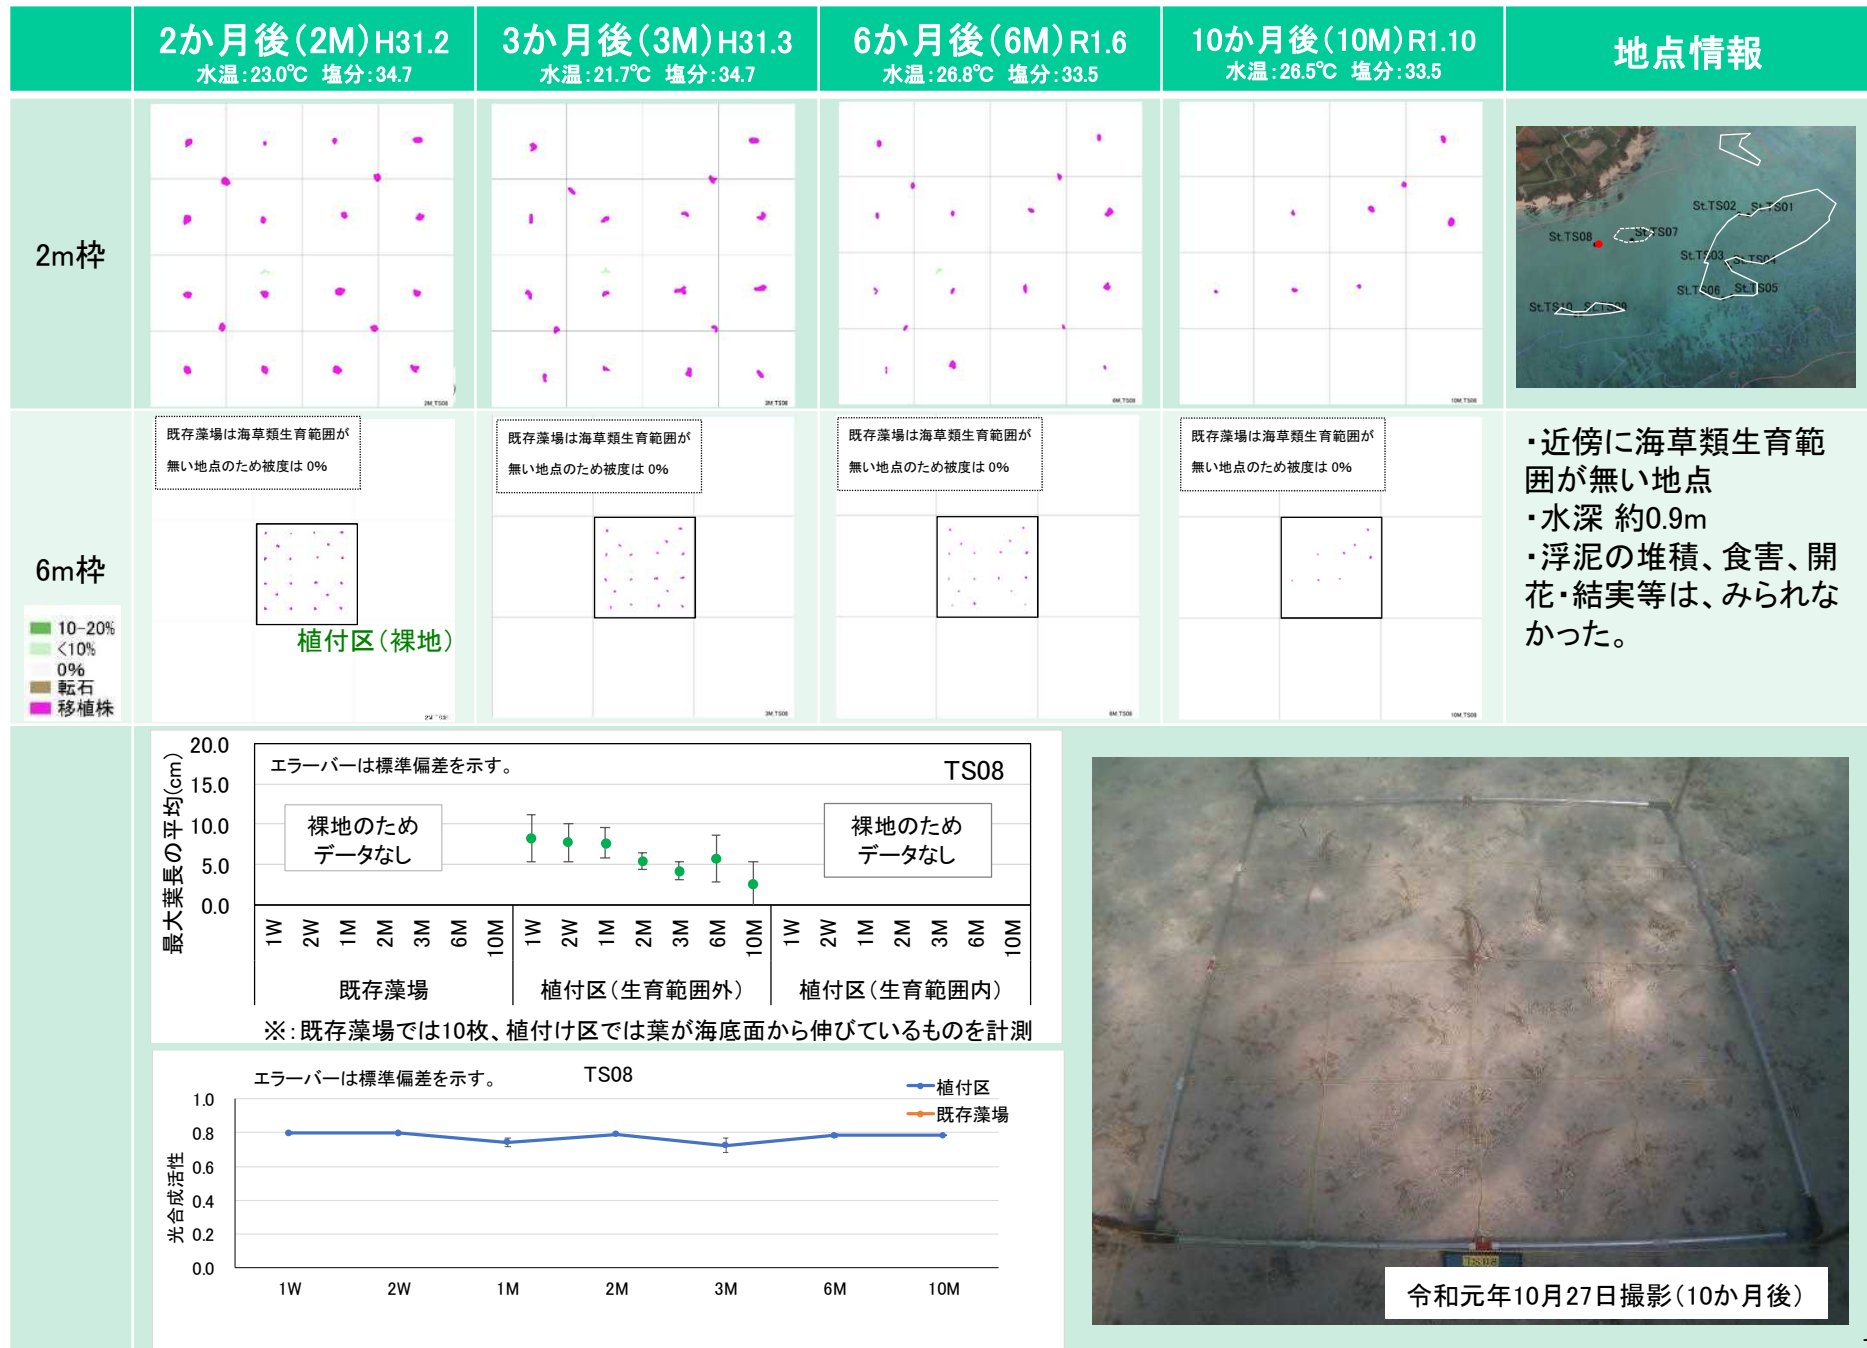 2か月後(2M)H31.2
水温:23.0℃ 塩分:34.7
3か月後(3M)H31.3
水温:21.7℃ 塩分:34.7
6か月後(6M)R1.6
水温:26.8℃ 塩分:33.5
10か月後(10M)R1.10
水温:26.5℃ 塩分:33.5
地点情報
2m枠
2M,TS08
3M,TS08
6M,TS08
10M,TS08
St.TS02
St.TS01
St.TS08
St.TS07
St.TS03
St.TS04
St.TS06
St.TS05
St.TS10
St.TS09
6m枠
10-20%
<10%
0%
転石
移植株
既存藻場は海草類生育範囲が
無い地点のため被度は 0%
植付区(裸地)
既存藻場は海草類生育範囲が
無い地点のため被度は 0%
3M,TS08
既存藻場は海草類生育範囲が
無い地点のため被度は 0%
6M,TS08
既存藻場は海草類生育範囲が
無い地点のため被度は 0%
10M,TS08
・近傍に海草類生育範
囲が無い地点
・水深 約0.9m
・浮泥の堆積、食害、開
花・結実等は、みられな
かった。
最大葉長の平均(cm)
20.0
15.0
10.0
5.0
0.0
エラーバーは標準偏差を示す。
TS08
裸地のため
データなし
裸地のため
データなし
1W 2W 1M 2M 3M 6M 10M 1W 2W 1M 2M 3M 6M 10M 1W 2W 1M 2M 3M 6M 10M
既存藻場 植付区(生育範囲外) 植付区(生育範囲内)
※:既存藻場では10枚、植付け区では葉が海底面から伸びているものを計測
エラーバーは標準偏差を示す。
TS08
植付区
既存藻場
光合成活性
1.0
0.8
0.6
0.4
0.2
0.0
1W 2W 1M 2M 3M 6M 10M
TS08
令和元年10月27日撮影(10か月後)